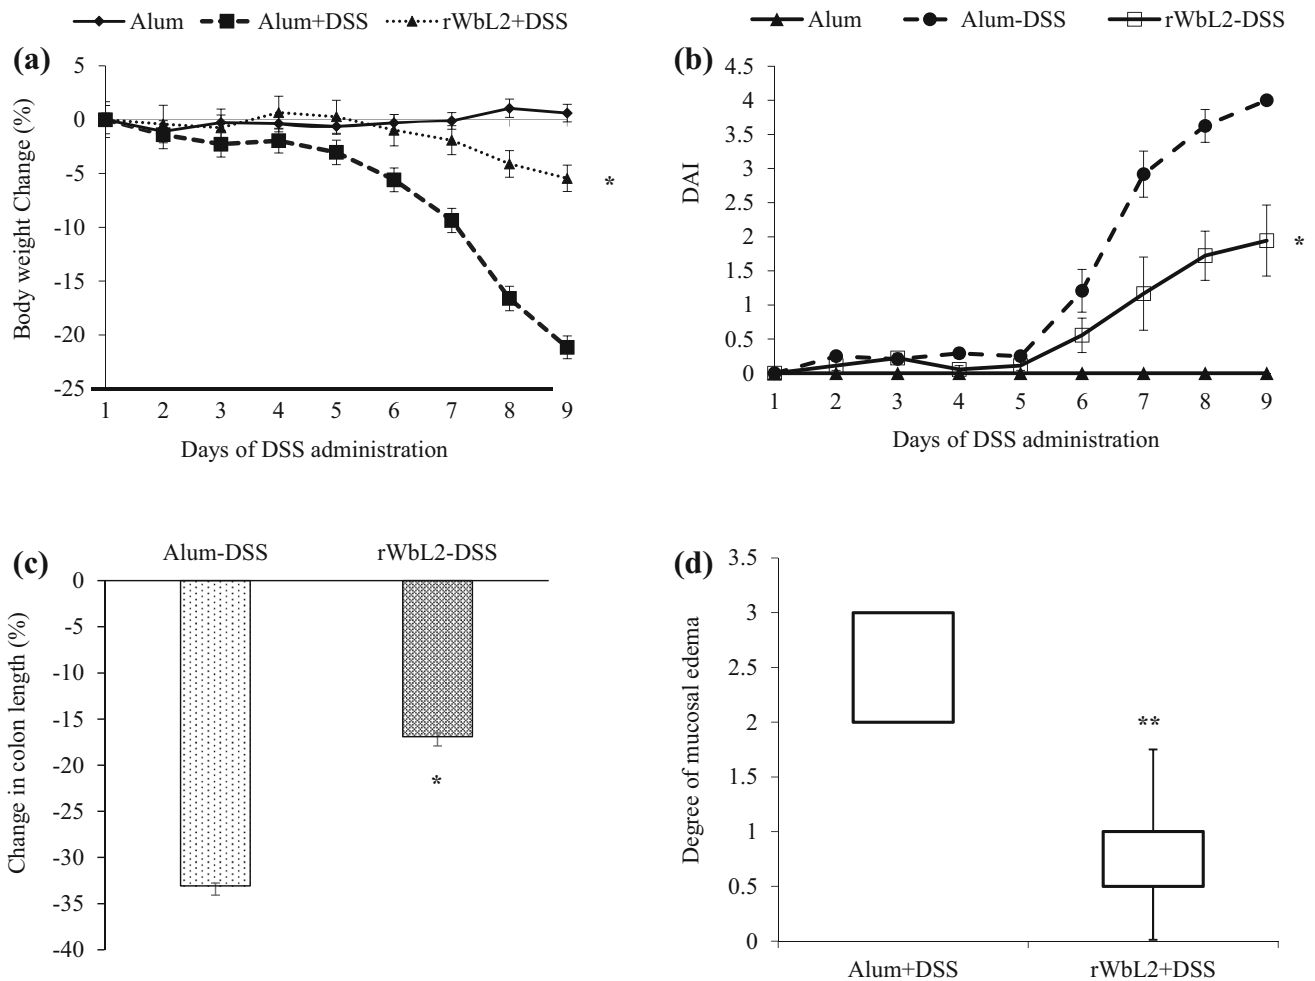 Alum Alum+DSS rWbL2+DSS
(a)
5
0
-5
-10
-15
-20
-25
Body weight Change (%)
1 2 3 4 5 6 7 8 9
Days of DSS administration
*
Alum Alum-DSS rWbL2-DSS
(b)
4.5
4
3.5
3
2.5
2
1.5
1
0.5
0
DAI
1 2 3 4 5 6 7 8 9
Days of DSS administration
*
(c)
Alum-DSS rWbL2-DSS
0
-5
-10
-15
-20
-25
-30
-35
-40
Change in colon length (%)
*
(d)
3.5
3
2.5
2
1.5
1
0.5
0
Degree of mucosal edema
**
Alum+DSS rWbL2+DSS